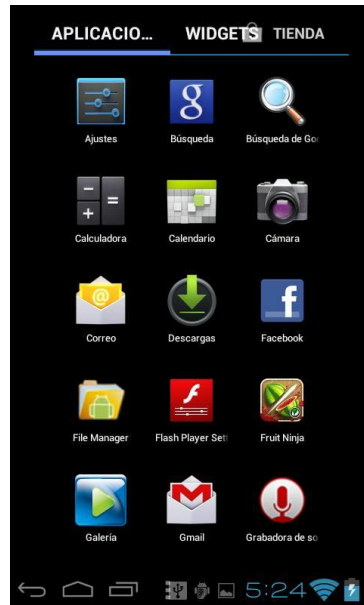 APLICACIO... WIDGETS TIENDA
Ajustes Búsqueda Búsqueda de Goo
Calculadora Calendario Cámara
Correo Descargas Facebook
File Manager Flash Player Sett Fruit Ninja
Galería Gmail Grabadora de so
5:24